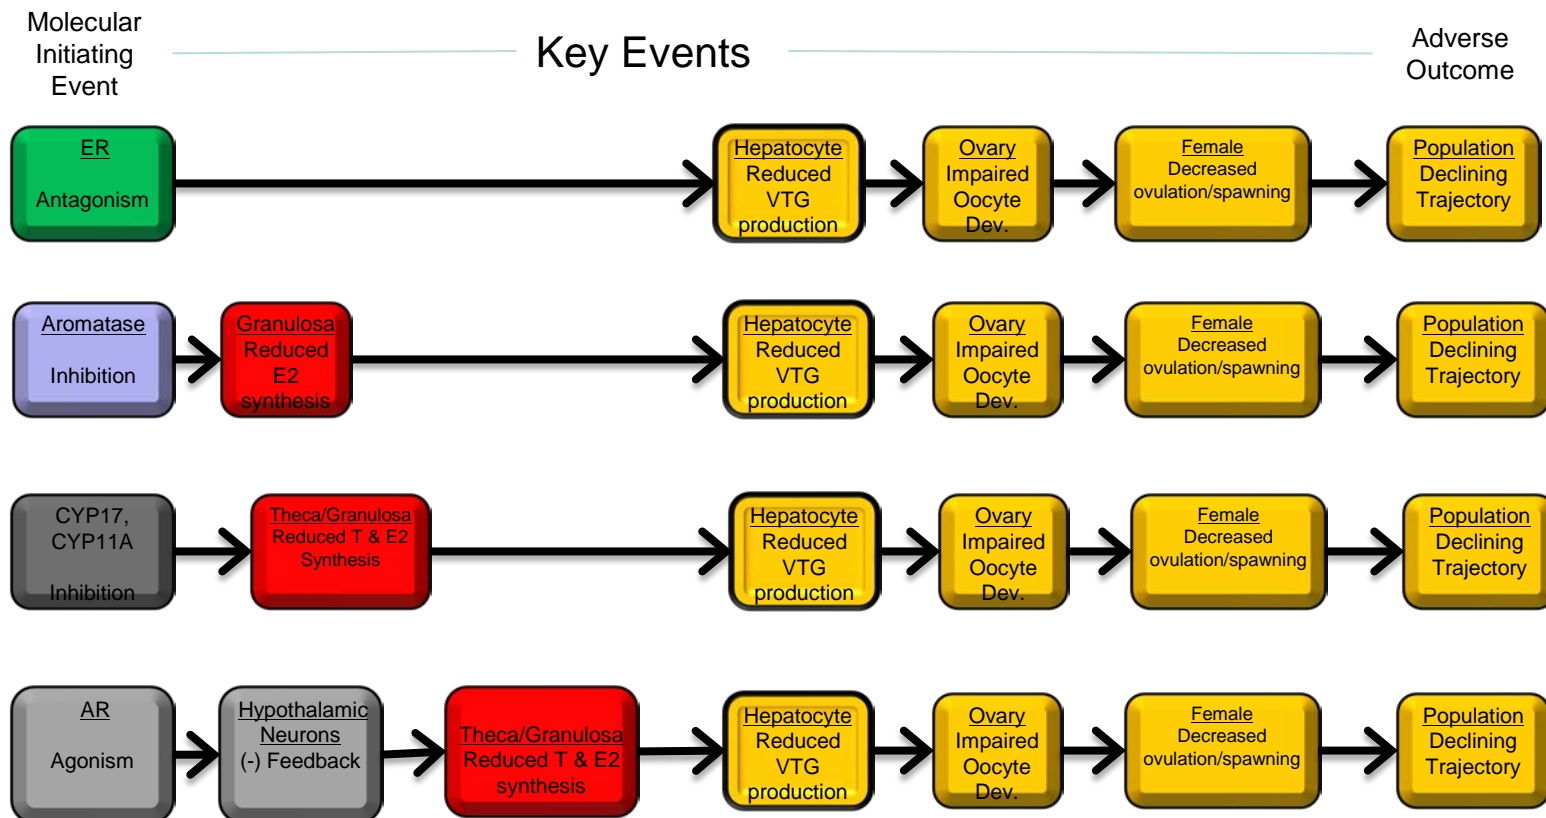 Molecular
Initiating
Event
Key Events
Adverse
Outcome
ER
Antagonism
Hepatocyte
Reduced
VTG
production
Ovary
Impaired
Oocyte
Dev.
Female
Decreased
ovulation/spawning
Population
Declining
Trajectory
Aromatase
Inhibition
Granulosa
Reduced
E2
synthesis
Hepatocyte
Reduced
VTG
production
Ovary
Impaired
Oocyte
Dev.
Female
Decreased
ovulation/spawning
Population
Declining
Trajectory
CYP17,
CYP11A
Inhibition
Theca/Granulosa
Reduced T & E2
Synthesis
Hepatocyte
Reduced
VTG
production
Ovary
Impaired
Oocyte
Dev.
Female
Decreased
ovulation/spawning
Population
Declining
Trajectory
AR
Agonism
Hypothalamic
Neurons
(-) Feedback
Theca/Granulosa
Reduced T & E2
synthesis
Hepatocyte
Reduced
VTG
production
Ovary
Impaired
Oocyte
Dev.
Female
Decreased
ovulation/spawning
Population
Declining
Trajectory